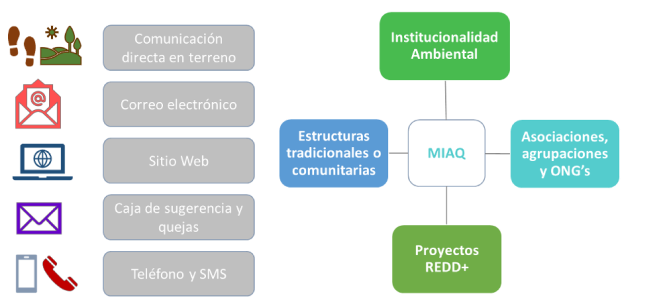 Comunicación
directa en terreno
Correo electrónico
Sitio Web
Caja de sugerencia y
quejas
Teléfono y SMS
Institucionalidad
Ambiental
Estructuras
tradicionales o
comunitarias
MIAQ
Asociaciones,
agrupaciones
y ONG's
Proyectos
REDD+